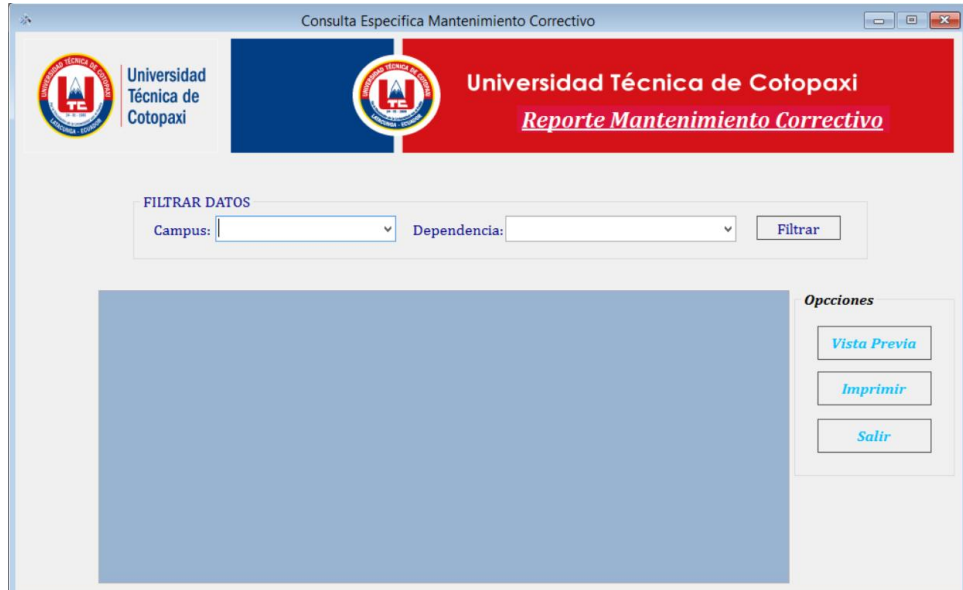 Consulta Especifica Mantenimiento Correctivo
Universidad
Técnica de
Cotopaxi
Universidad Técnica de Cotopaxi
Reporte Mantenimiento Correctivo
FILTRAR DATOS
Campus:
Dependencia:
Filtrar
Opcciones
Vista Previa
Imprimir
Salir